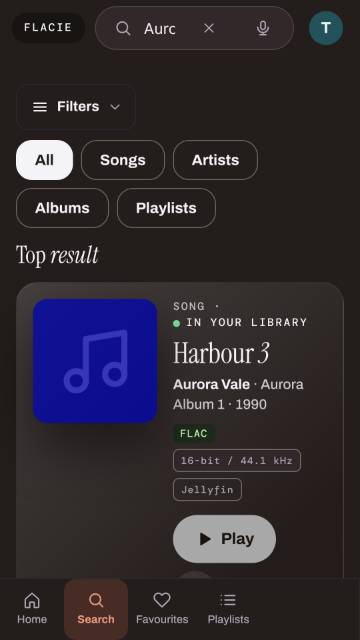 FLACIE
Aurc
T
Filters
All
Songs
Artists
Albums
Playlists
Top result
SONG ·
IN YOUR LIBRARY
Harbour 3
Aurora Vale · Aurora
Album 1 · 1990
FLAC
16-bit / 44.1 kHz
Jellyfin
Play
Home
Search
Favourites
Playlists